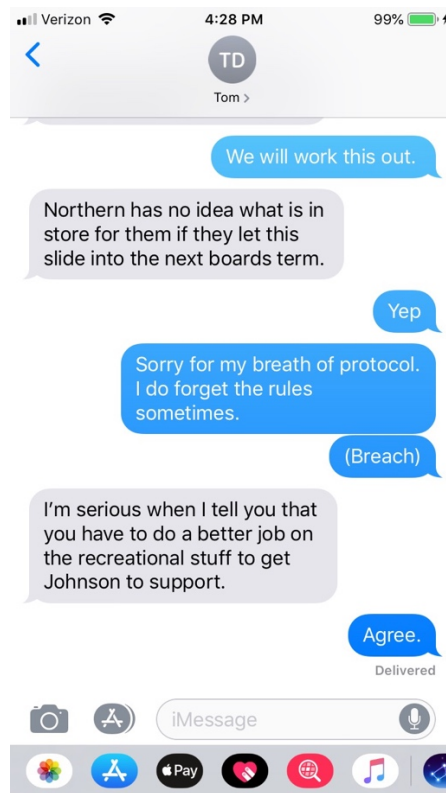 Verizon 4:28 PM 99%
TD
Tom >
We will work this out.
Northern has no idea what is in
store for them if they let this
slide into the next boards term.
Yep
Sorry for my breath of protocol.
I do forget the rules
sometimes.
(Breach)
I'm serious when I tell you that
you have to do a better job on
the recreational stuff to get
Johnson to support.
Agree.
Delivered
iMessage
Pay